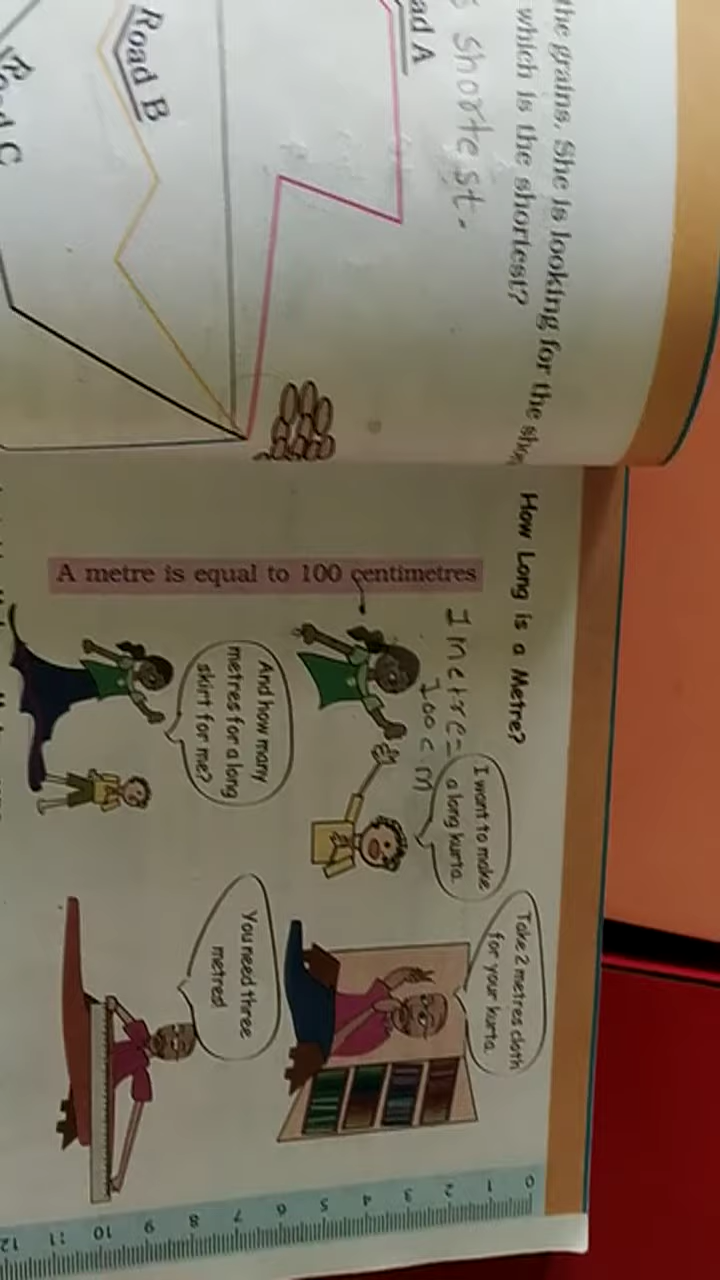 the grains. She is looking for the
which is the shortest?
shortest.
ad A
Road B
How Long is a Metre?
1 metre =
100 cm
I want to make
a long kurta.
Take 2 metres cloth
for your kurta.
A metre is equal to 100 centimetres
And how many
metres for a long
skirt for me?
You need three
metres!
0 1 2 3 4 5 6 7 8 9 10 11 12